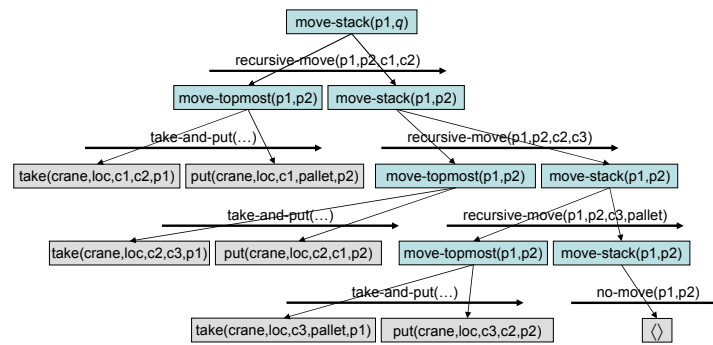 move-stack(p1,q)
recursive-move(p1,p2,c1,c2)
move-topmost(p1,p2)
move-stack(p1,p2)
take-and-put(…)
recursive-move(p1,p2,c2,c3)
take(crane,loc,c1,c2,p1)
put(crane,loc,c1,pallet,p2)
move-topmost(p1,p2)
move-stack(p1,p2)
take-and-put(…)
recursive-move(p1,p2,c3,pallet)
take(crane,loc,c2,c3,p1)
put(crane,loc,c2,c1,p2)
move-topmost(p1,p2)
move-stack(p1,p2)
take-and-put(…)
no-move(p1,p2)
take(crane,loc,c3,pallet,p1)
put(crane,loc,c3,c2,p2)
⟨⟩